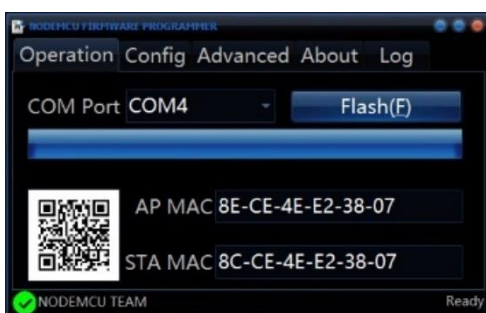 NODEMCU FIRMWARE PROGRAMMER
Operation Config Advanced About Log
COM Port COM4 Flash(F)
AP MAC 8E-CE-4E-E2-38-07
STA MAC 8C-CE-4E-E2-38-07
NODEMCU TEAM Ready